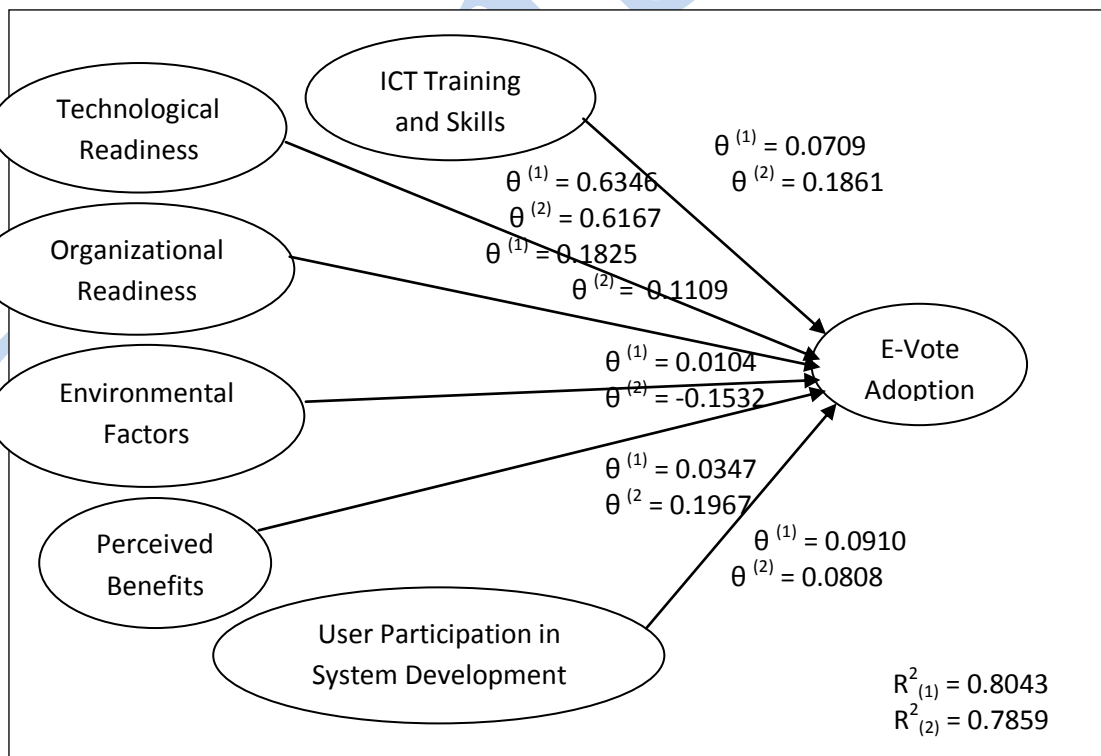 ICT Training
and Skills
Technological
Readiness
θ (1) = 0.0709
θ (2) = 0.1861
θ (1) = 0.6346
θ (2) = 0.6167
Organizational
Readiness
θ (1) = 0.1825
θ (2) = 0.1109
E-Vote
Adoption
Environmental
Factors
θ (1) = 0.0104
θ (2) = -0.1532
θ (1) = 0.0347
θ (2 = 0.1967
Perceived
Benefits
θ (1) = 0.0910
θ (2) = 0.0808
User Participation in
System Development
R²(1) = 0.8043
R²(2) = 0.7859